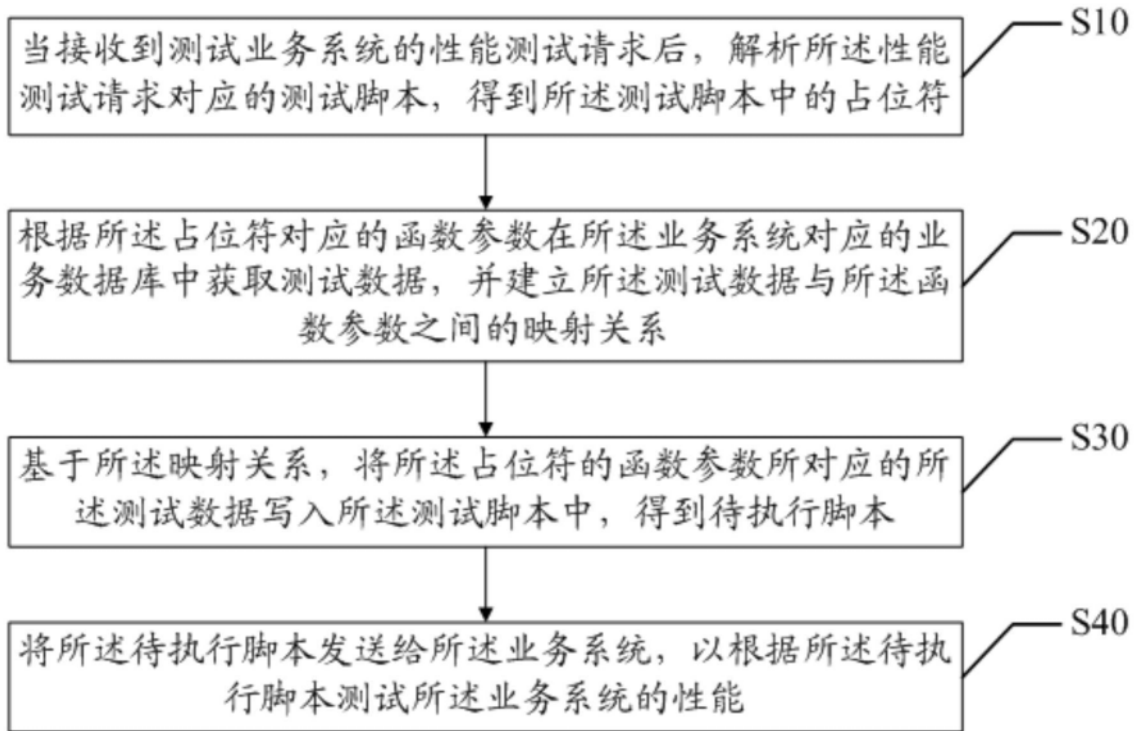 当接收到测试业务系统的性能测试请求后，解析所述性能
测试请求对应的测试脚本，得到所述测试脚本中的占位符
S10
根据所述占位符对应的函数参数在所述业务系统对应的业
务数据库中获取测试数据，并建立所述测试数据与所述函
数参数之间的映射关系
S20
基于所述映射关系，将所述占位符的函数参数所对应的所
述测试数据写入所述测试脚本中，得到待执行脚本
S30
将所述待执行脚本发送给所述业务系统，以根据所述待执
行脚本测试所述业务系统的性能
S40